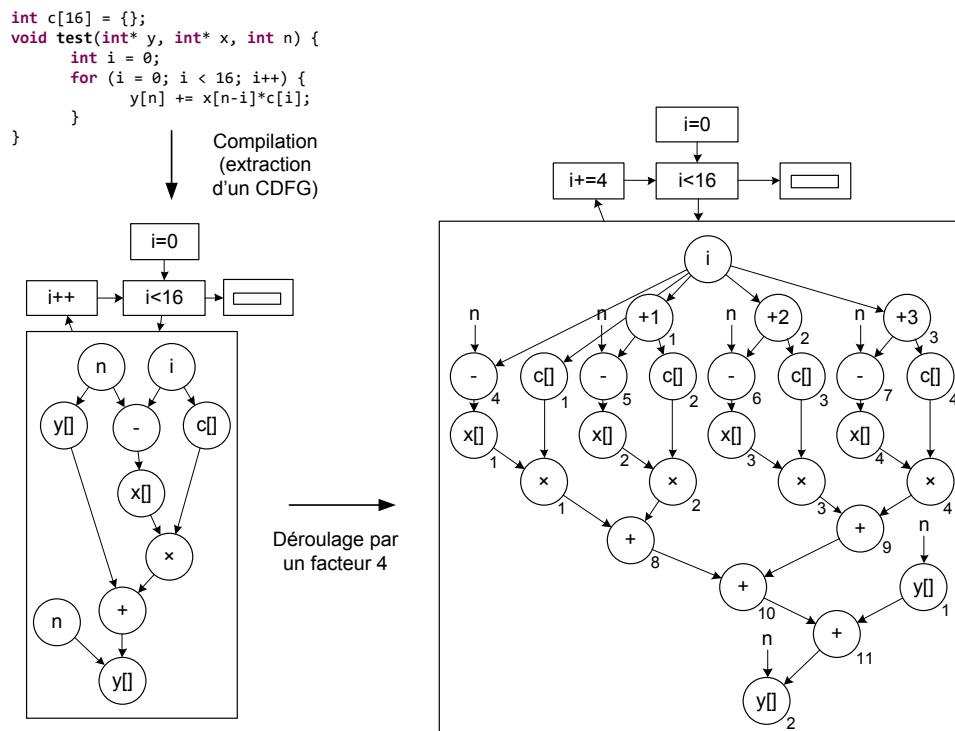 int c[16] = {};
void test(int* y, int* x, int n) {
int i = 0;
for (i = 0; i < 16; i++) {
y[n] += x[n-i]*c[i];
}
}
Compilation
(extraction
d'un CDFG)
i=0
i++
i<16
n
i
y[]
-
c[]
x[]
×
+
n
y[]
Déroulage par
un facteur 4
i=0
i+=4
i<16
i
n
n
+1
1
n
+2
2
n
+3
3
-
4
c[]
1
-
5
c[]
2
-
6
c[]
3
-
7
c[]
4
x[]
1
x[]
2
x[]
3
x[]
4
×
1
×
2
×
3
×
4
+
8
+
9
n
+
10
y[]
1
n
+
11
y[]
2